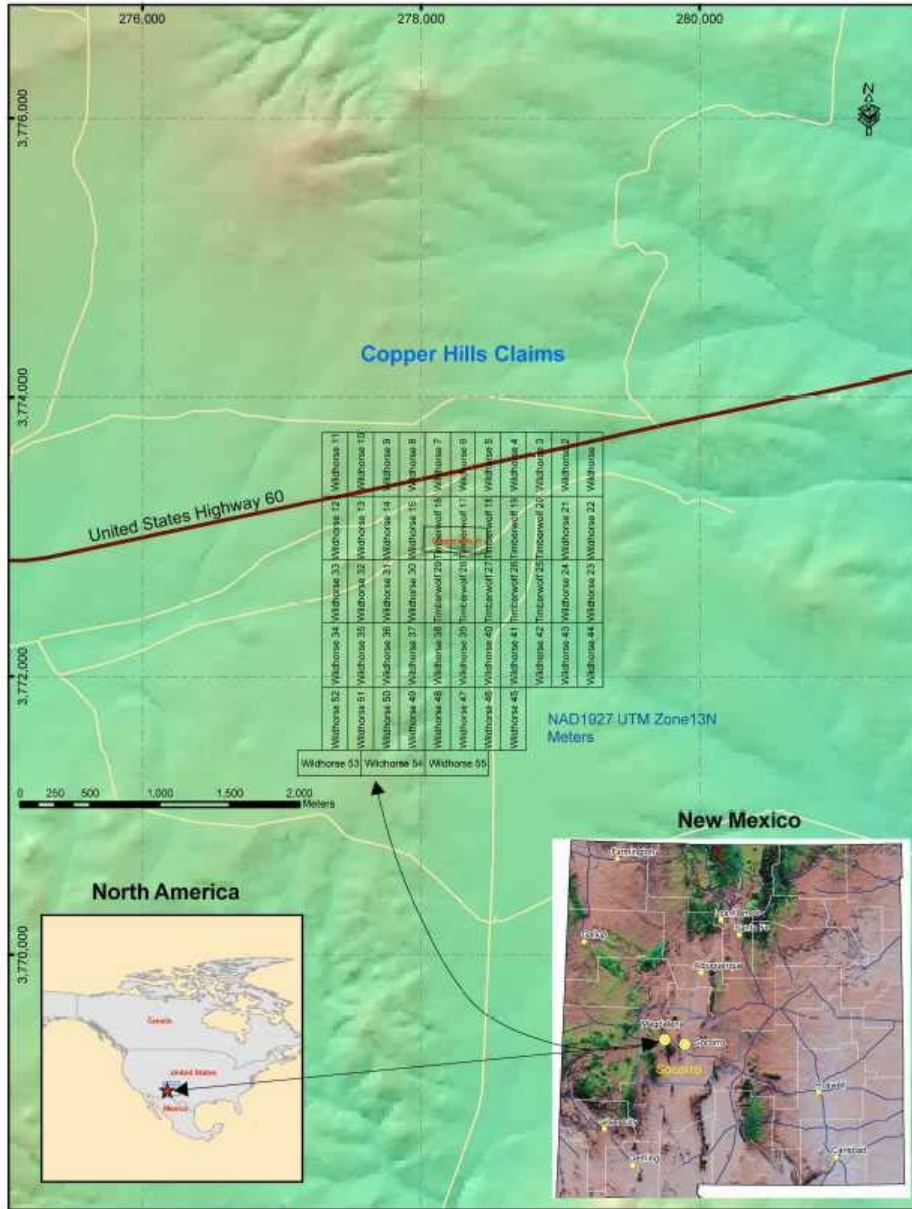 276,000
278,000
280,000
3,776,000
N
Copper Hills Claims
3,774,000
United States Highway 60
Wildhorse 11
Wildhorse 10
Wildhorse 9
Wildhorse 8
Wildhorse 7
Wildhorse 6
Wildhorse 5
Wildhorse 4
Wildhorse 3
Wildhorse 2
Wildhorse
Wildhorse 12
Wildhorse 13
Wildhorse 14
Wildhorse 15
Timberwolf 16
Timberwolf 17
Timberwolf 18
Timberwolf 19
Timberwolf 20
Wildhorse 21
Wildhorse 22
Wildhorse 33
Wildhorse 32
Wildhorse 31
Wildhorse 30
Timberwolf 29
Timberwolf 28
Timberwolf 27
Timberwolf 26
Timberwolf 25
Wildhorse 24
Wildhorse 23
Wildhorse 34
Wildhorse 35
Wildhorse 36
Wildhorse 37
Wildhorse 38
Wildhorse 39
Wildhorse 40
Wildhorse 41
Wildhorse 42
Wildhorse 43
Wildhorse 44
3,772,000
Wildhorse 52
Wildhorse 51
Wildhorse 50
Wildhorse 49
Wildhorse 48
Wildhorse 47
Wildhorse 46
Wildhorse 45
NAD1927 UTM Zone13N
Meters
Wildhorse 53
Wildhorse 54
Wildhorse 55
0 250 500 1,000 1,500 2,000
Meters
3,770,000
North America
Canada
United States
Mexico
New Mexico
Farmington
Los Alamos
Santa Fe
Gallup
Albuquerque
Magdalena
Socorro
Socorro
Roswell
Silver City
Deming
Carlsbad